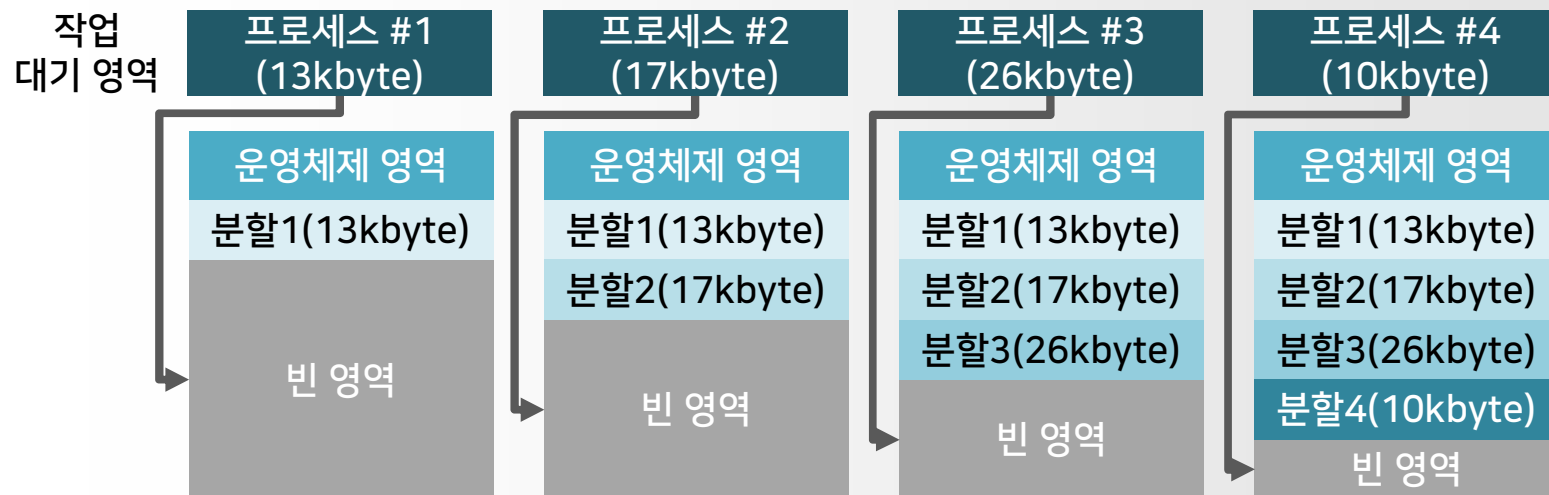 작업
대기 영역
프로세스 #1
(13kbyte)
프로세스 #2
(17kbyte)
프로세스 #3
(26kbyte)
프로세스 #4
(10kbyte)
운영체제 영역
분할1(13kbyte)
빈 영역
운영체제 영역
분할1(13kbyte)
분할2(17kbyte)
빈 영역
운영체제 영역
분할1(13kbyte)
분할2(17kbyte)
분할3(26kbyte)
빈 영역
운영체제 영역
분할1(13kbyte)
분할2(17kbyte)
분할3(26kbyte)
분할4(10kbyte)
빈 영역